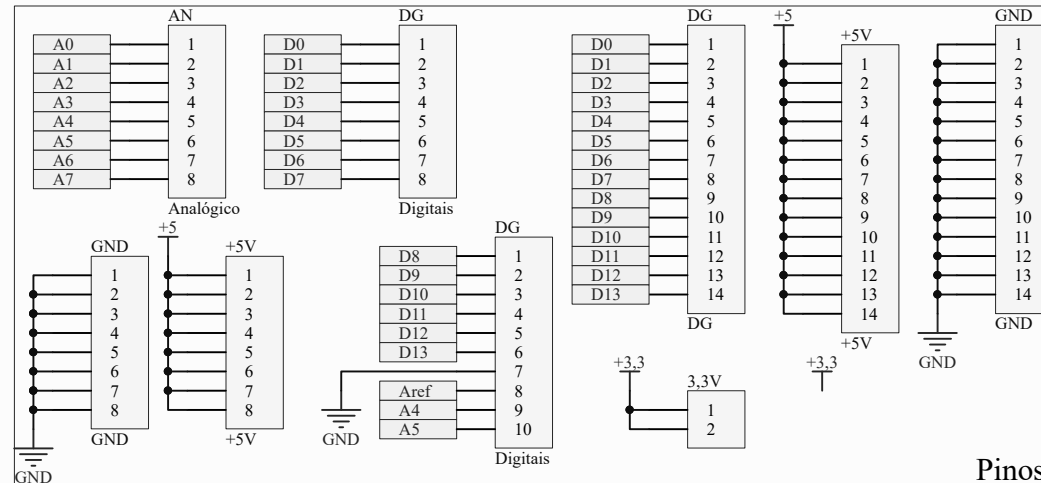 AN
A0 1
A1 2
A2 3
A3 4
A4 5
A5 6
A6 7
A7 8
Analógico
DG
D0 1
D1 2
D2 3
D3 4
D4 5
D5 6
D6 7
D7 8
Digitais
DG
D0 1
D1 2
D2 3
D3 4
D4 5
D5 6
D6 7
D7 8
D8 9
D9 10
D10 11
D11 12
D12 13
D13 14
DG
+5
+5V
1
2
3
4
5
6
7
8
9
10
11
12
13
14
+5V
GND
1
2
3
4
5
6
7
8
9
10
11
12
13
14
GND
GND
GND
1
2
3
4
5
6
7
8
GND
GND
+5
+5V
1
2
3
4
5
6
7
8
+5V
DG
D8 1
D9 2
D10 3
D11 4
D12 5
D13 6
7
Aref 8
A4 9
A5 10
GND
Digitais
+3,3
3,3V
1
2
+3,3
Pinos